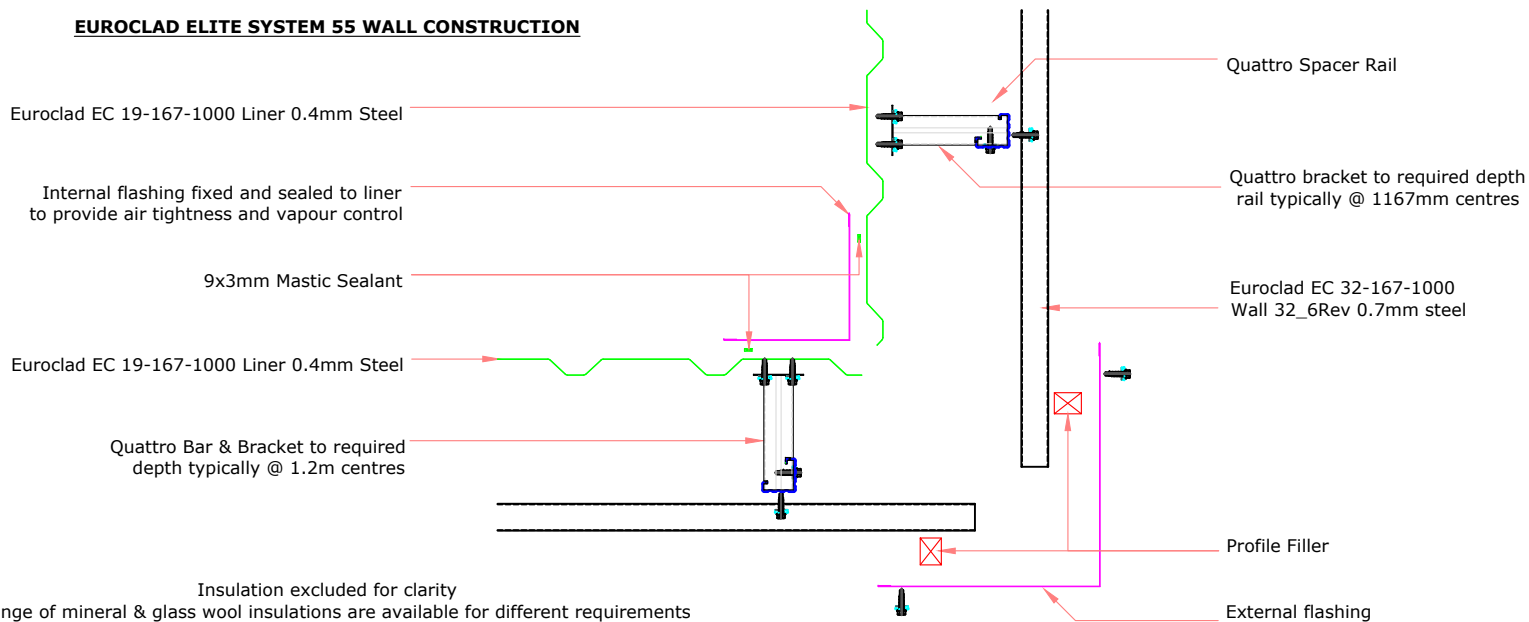 EUROCLAD ELITE SYSTEM 55 WALL CONSTRUCTION
Euroclad EC 19-167-1000 Liner 0.4mm Steel
Internal flashing fixed and sealed to liner
to provide air tightness and vapour control
9x3mm Mastic Sealant
Euroclad EC 19-167-1000 Liner 0.4mm Steel
Quattro Bar & Bracket to required
depth typically @ 1.2m centres
Insulation excluded for clarity
of mineral & glass wool insulations are available for different requirements
Quattro Spacer Rail
Quattro bracket to required depth
rail typically @ 1167mm centres
Euroclad EC 32-167-1000
Wall 32_6Rev 0.7mm steel
Profile Filler
External flashing